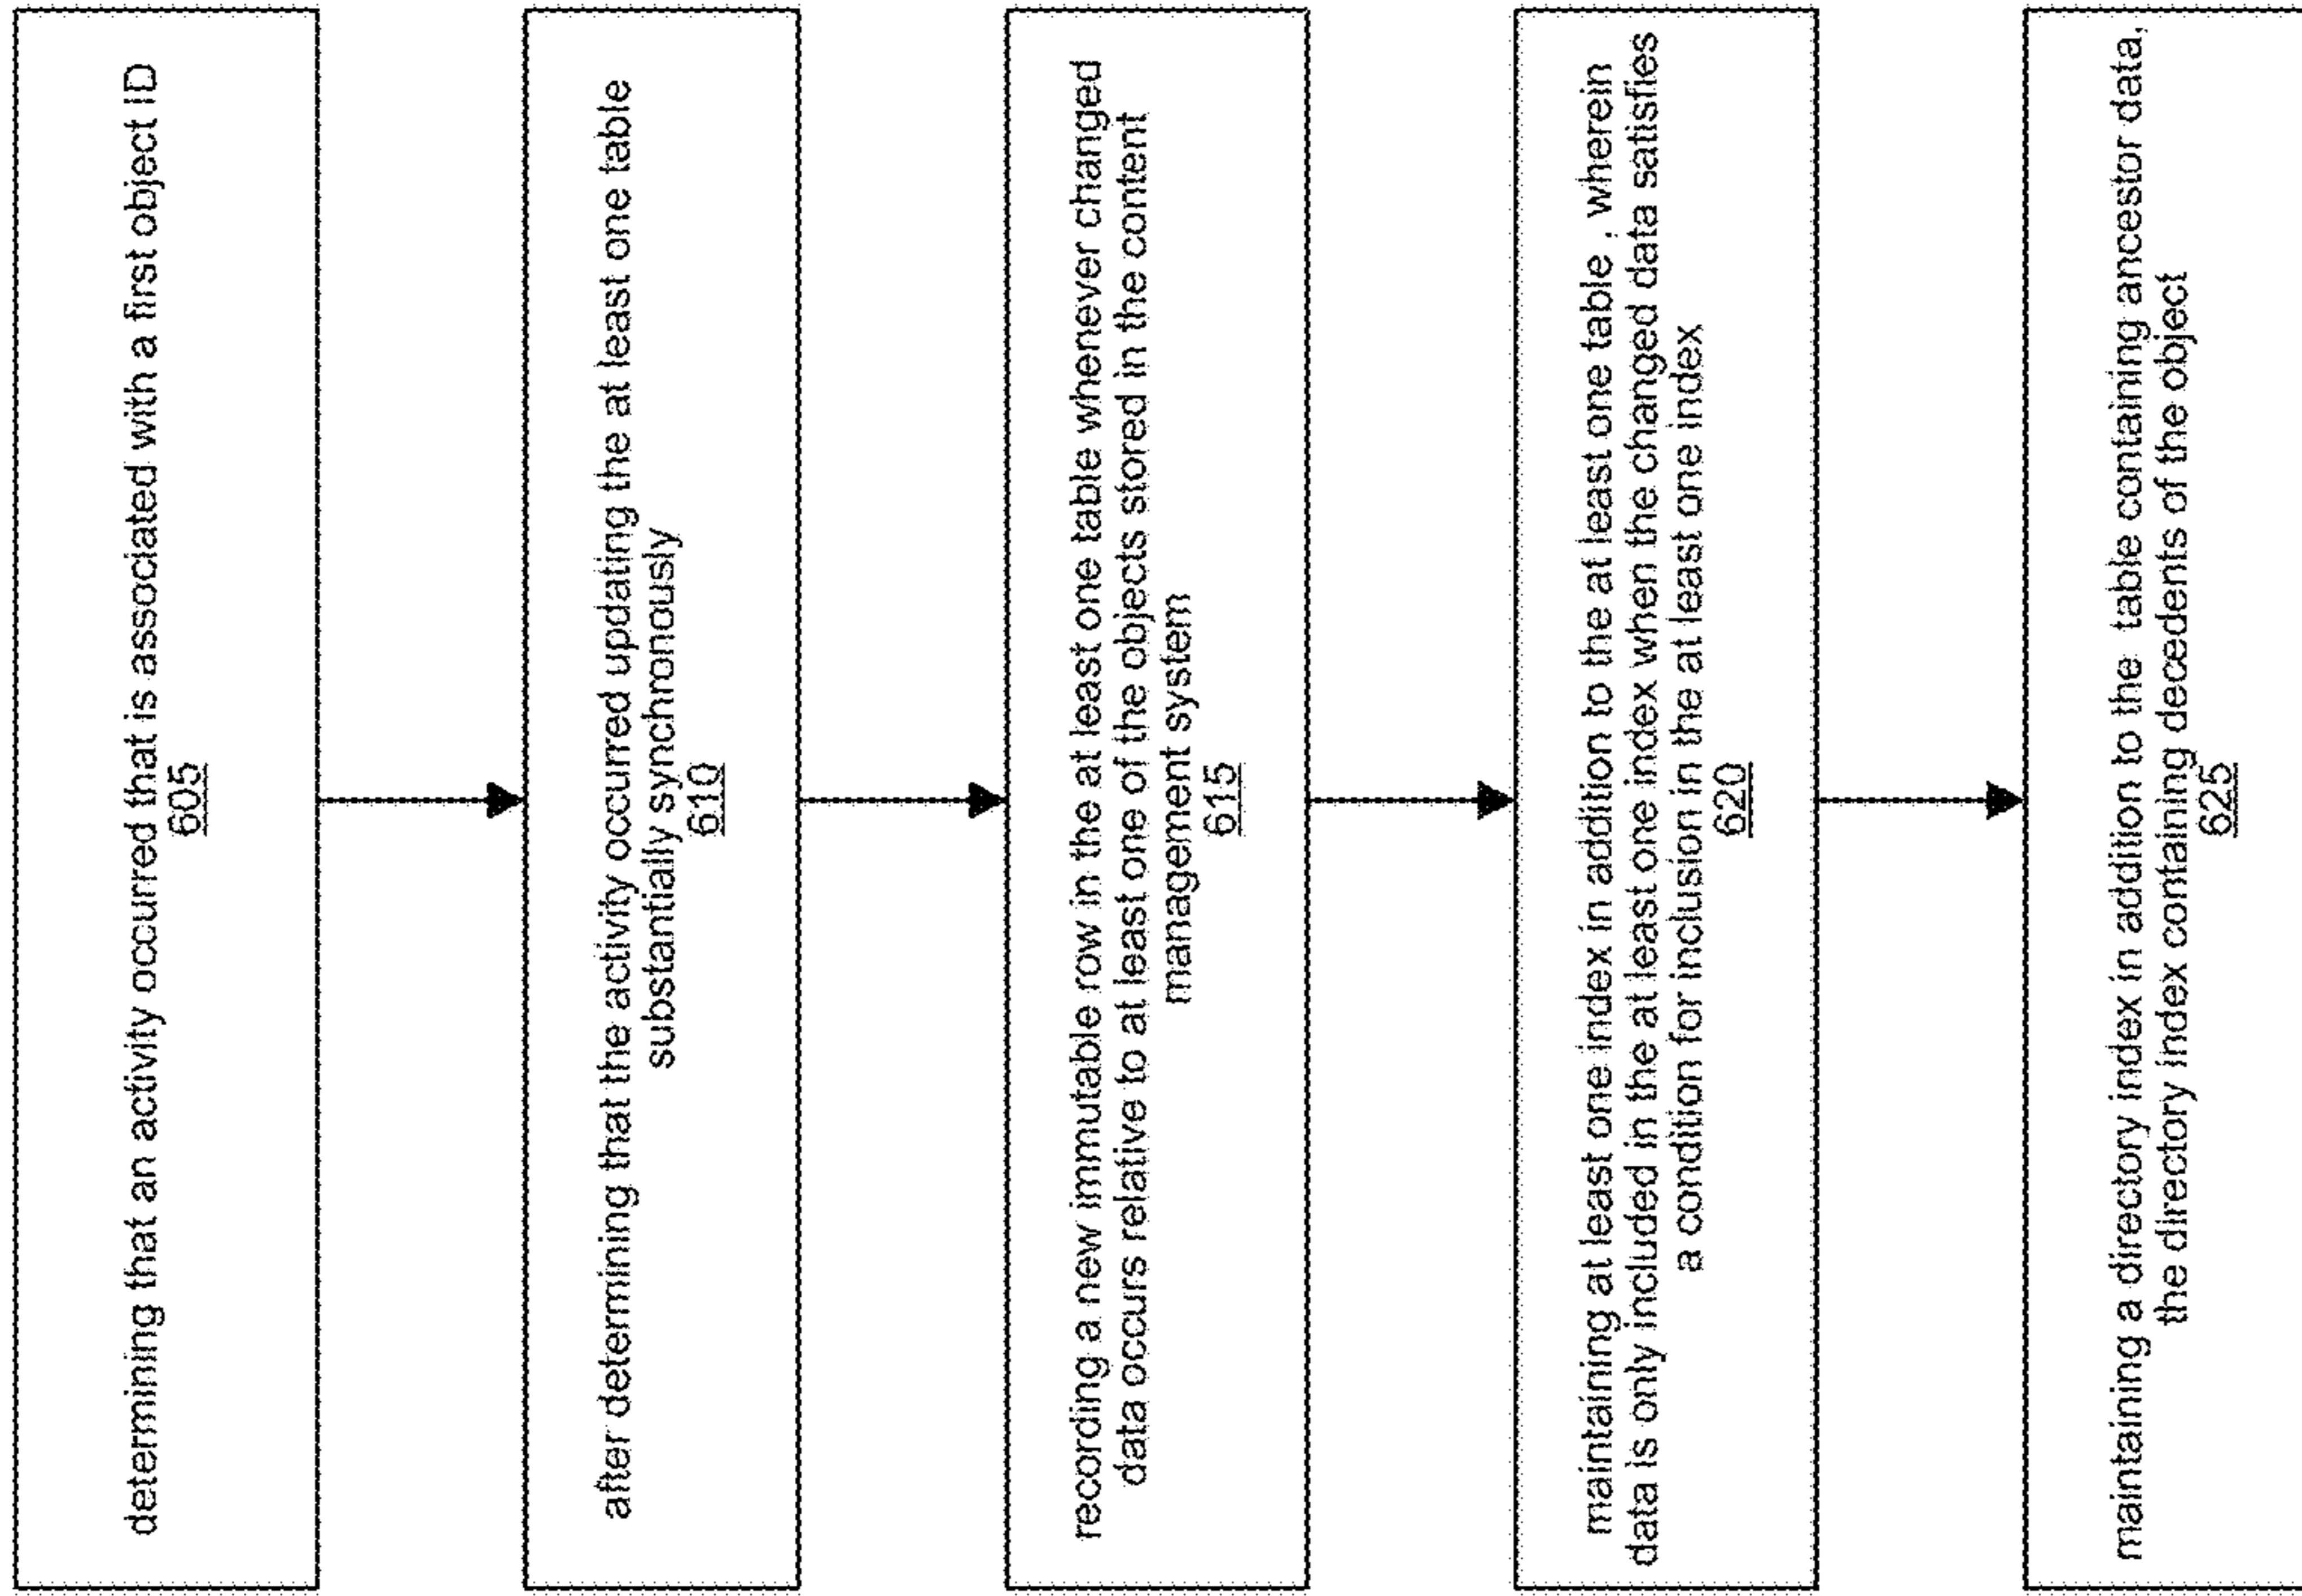 determining that an activity occurred that is associated with a first object ID
605
after determining that the activity occurred updating the at least one table
substantially synchronously
610
recording a new immutable row in the at least one table whenever changed
data occurs relative to at least one of the objects stored in the content
management system
615
maintaining at least one index in addition to the at least one table , wherein
data is only included in the at least one index when the changed data satisfies
a condition for inclusion in the at least one index
620
maintaining a directory index in addition to the  table containing ancestor data,
the directory index containing decedents of the object
625